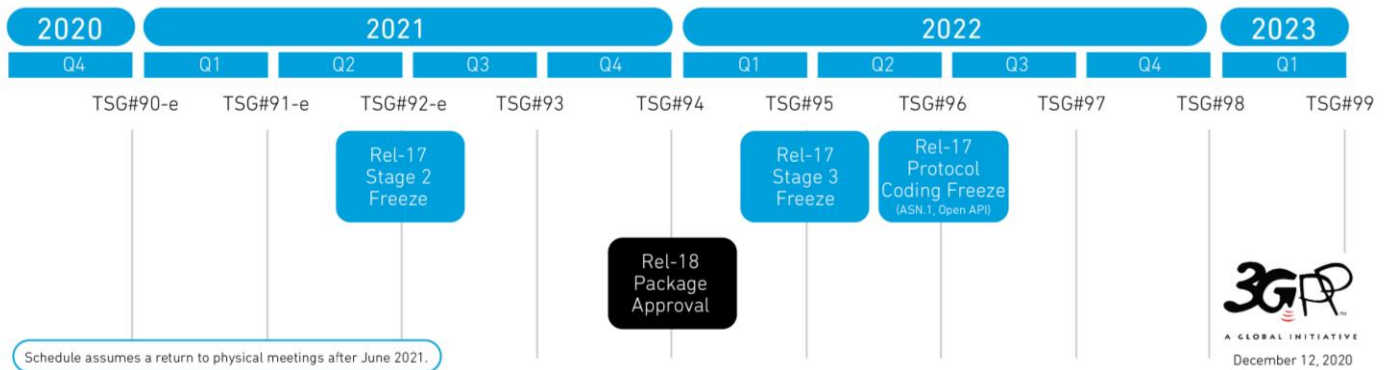 2020 2021 2022 2023
Q4 Q1 Q2 Q3 Q4 Q1 Q2 Q3 Q4 Q1
TSG#90-e TSG#91-e TSG#92-e TSG#93 TSG#94 TSG#95 TSG#96 TSG#97 TSG#98 TSG#99
Rel-17
Stage 2
Freeze
Rel-17
Stage 3
Freeze
Rel-17
Protocol
Coding Freeze
(ASN.1, Open API)
Rel-18
Package
Approval
3GPP
TM
A GLOBAL INITIATIVE
Schedule assumes a return to physical meetings after June 2021.
December 12, 2020